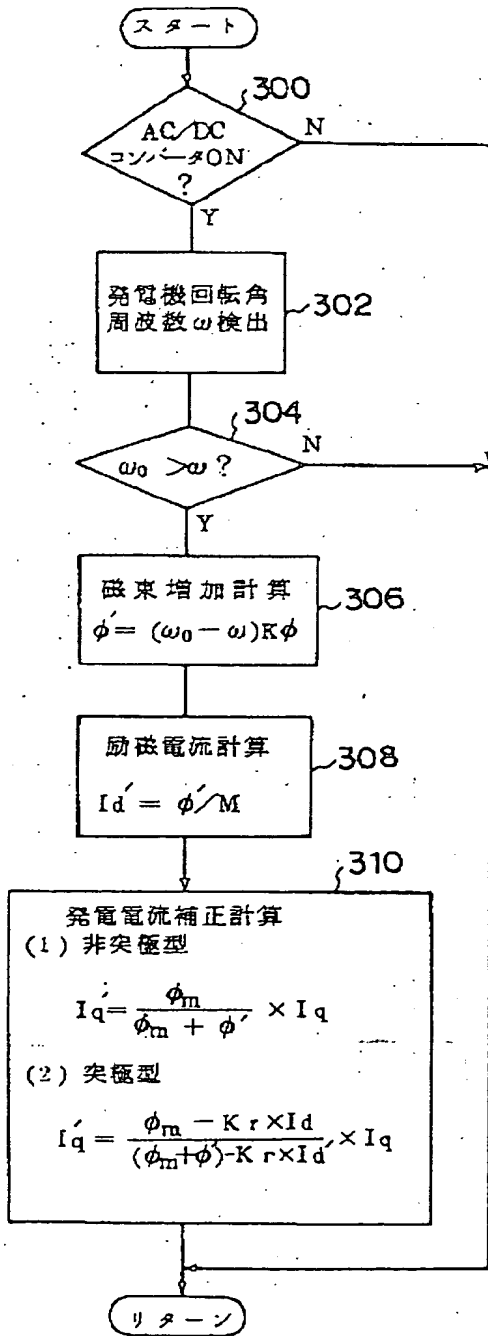 スタート
300
AC/DC
コンバータON
?
N
Y
発電機回転角
周波数ω検出
302
304
ω₀ >ω ?
N
Y
磁束増加計算
φ′= (ω₀−ω)Kφ
306
励磁電流計算
Id′= φ′/M
308
310
発電電流補正計算
(1) 非突極型
Iq′= φm / (φm + φ′) × Iq
(2) 突極型
I′q = (φm − Kr×Id) / ((φm+φ′)-Kr×Id′) × Iq
リターン